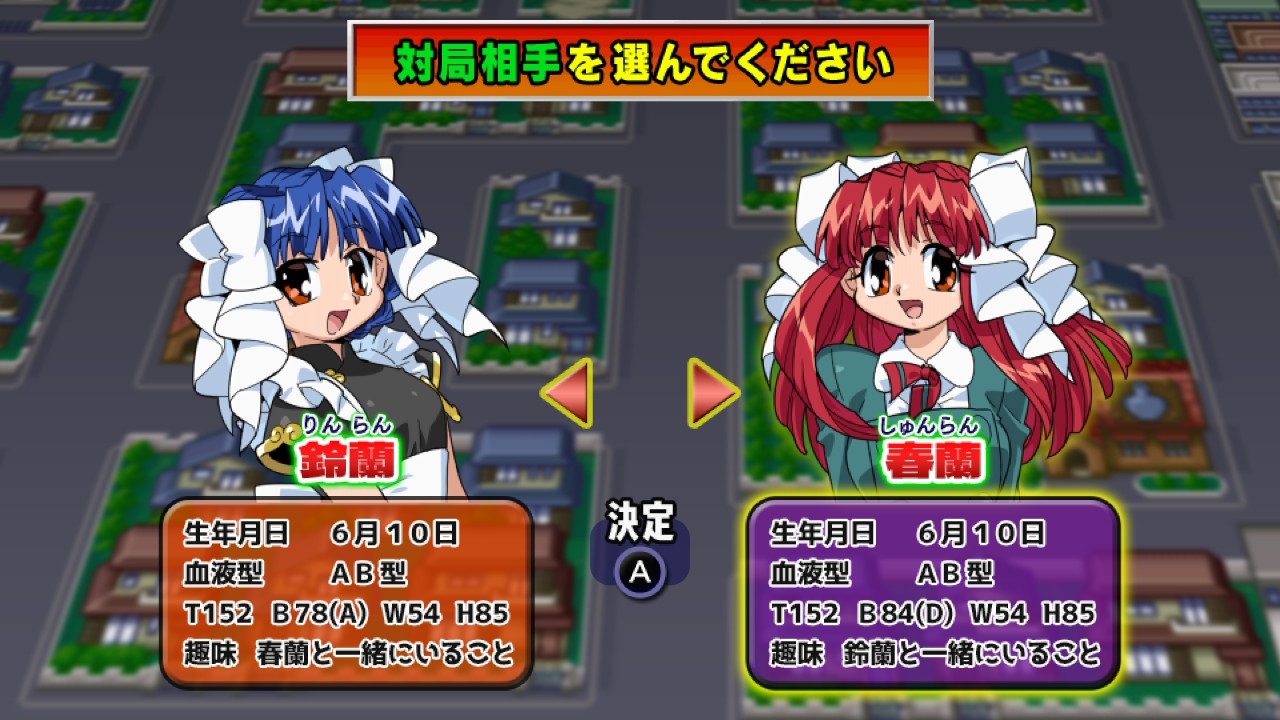 対局相手を選んでください
りん らん
鈴蘭
生年月日 6月10日
血液型 AB型
T152 B78(A) W54 H85
趣味 春蘭と一緒にいること
決定
A
しゅんらん
春蘭
生年月日 6月10日
血液型 AB型
T152 B84(D) W54 H85
趣味 鈴蘭と一緒にいること